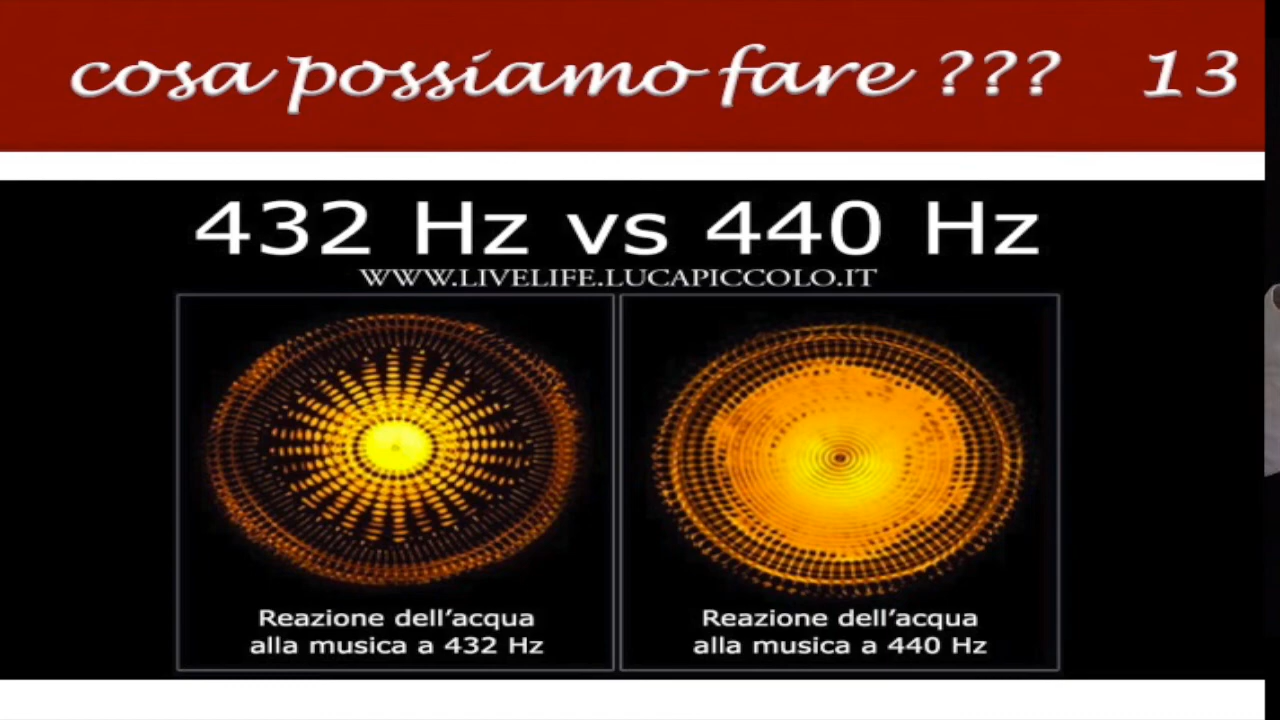 cosa possiamo fare ??? 13
432 Hz vs 440 Hz
WWW.LIVELIFE.LUCAPICCOLO.IT
Reazione dell'acqua
alla musica a 432 Hz
Reazione dell'acqua
alla musica a 440 Hz